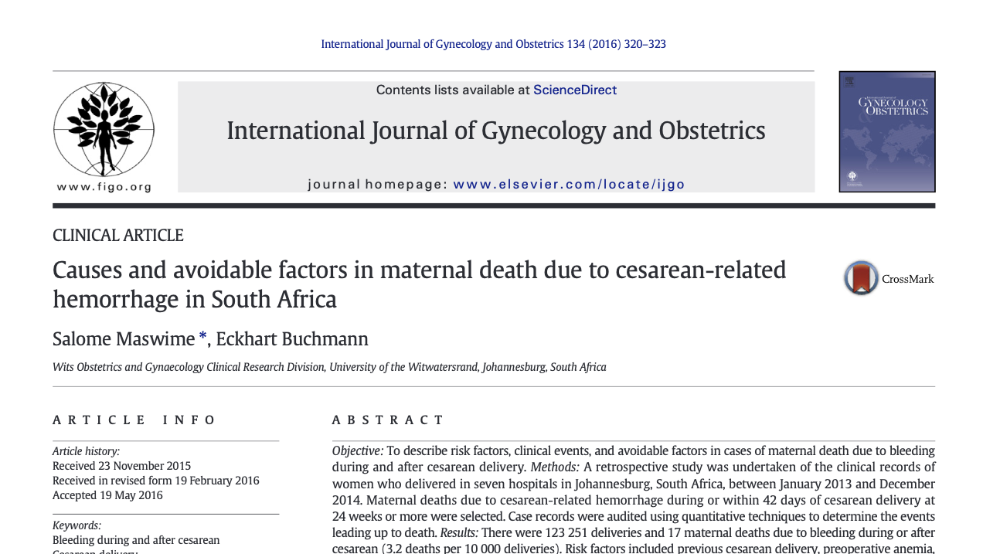 International Journal of Gynecology and Obstetrics 134 (2016) 320–323
Contents lists available at ScienceDirect
International Journal of Gynecology and Obstetrics
journal homepage: www.elsevier.com/locate/ijgo
www.figo.org
GYNECOLOGY
OBSTETRICS
CLINICAL ARTICLE
Causes and avoidable factors in maternal death due to cesarean-related
hemorrhage in South Africa
CrossMark
Salome Maswime *, Eckhart Buchmann
Wits Obstetrics and Gynaecology Clinical Research Division, University of the Witwatersrand, Johannesburg, South Africa
ARTICLE INFO
Article history:
Received 23 November 2015
Received in revised form 19 February 2016
Accepted 19 May 2016
Keywords:
Bleeding during and after cesarean
Cesarean delivery
ABSTRACT
Objective: To describe risk factors, clinical events, and avoidable factors in cases of maternal death due to bleeding
during and after cesarean delivery. Methods: A retrospective study was undertaken of the clinical records of
women who delivered in seven hospitals in Johannesburg, South Africa, between January 2013 and December
2014. Maternal deaths due to cesarean-related hemorrhage during or within 42 days of cesarean delivery at
24 weeks or more were selected. Case records were audited using quantitative techniques to determine the events
leading up to death. Results: There were 123 251 deliveries and 17 maternal deaths due to bleeding during or after
cesarean (3.2 deaths per 10 000 deliveries). Risk factors included previous cesarean delivery, preoperative anemia,